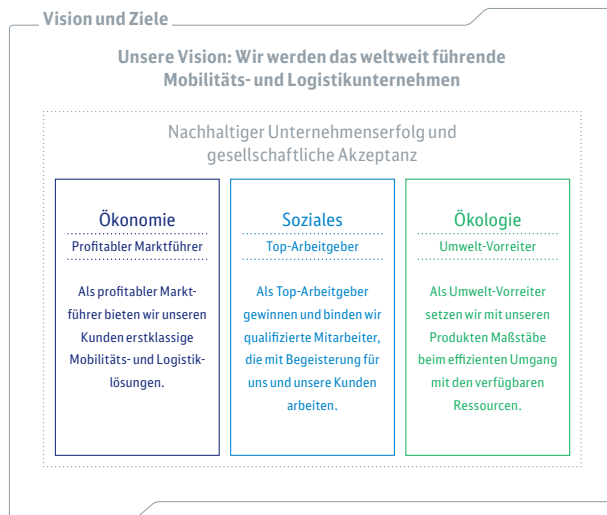 Vision und Ziele
Unsere Vision: Wir werden das weltweit führende
Mobilitäts- und Logistikunternehmen
Nachhaltiger Unternehmenserfolg und
gesellschaftliche Akzeptanz
Ökonomie
Profitabler Marktführer
Als profitabler Markt-
führer bieten wir unseren
Kunden erstklassige
Mobilitäts- und Logistik-
lösungen.
Soziales
Top-Arbeitgeber
Als Top-Arbeitgeber
gewinnen und binden wir
qualifizierte Mitarbeiter,
die mit Begeisterung für
uns und unsere Kunden
arbeiten.
Ökologie
Umwelt-Vorreiter
Als Umwelt-Vorreiter
setzen wir mit unseren
Produkten Maßstäbe
beim effizienten Umgang
mit den verfügbaren
Ressourcen.